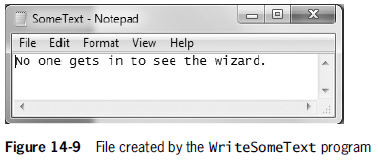 SomeText - Notepad
File Edit Format View Help
No one gets in to see the wizard.
Figure 14-9 File created by the WriteSomeText program